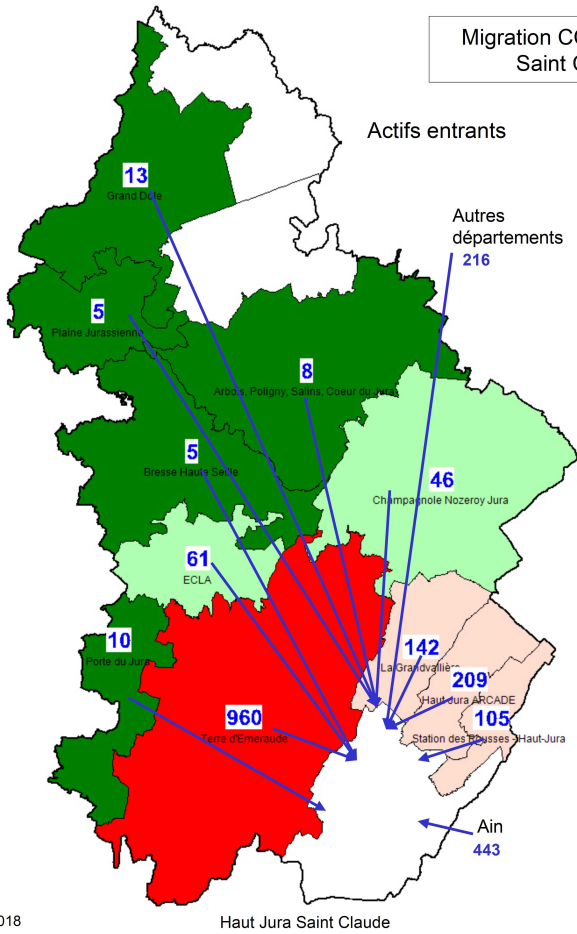 Migration
Saint
Actifs entrants
13
Grand Dole
Autres
départements
216
5
Plaine Jurassienne
8
Arbois, Poligny, Salins, Coeur du Jura
5
Bresse Haute Seille
46
Champagnole Nozeroy Jura
61
ECLA
10
Porte du Jura
142
La Grandvallière
209
Haut Jura ARCADE
960
Terre d'Emeraude
105
Station des Rousses - Haut-Jura
Ain
443
018
Haut Jura Saint Claude